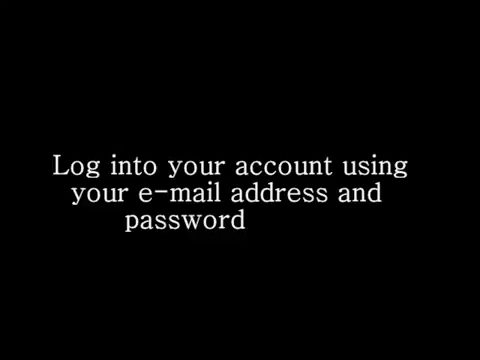 Log into your account using
your e-mail address and
password